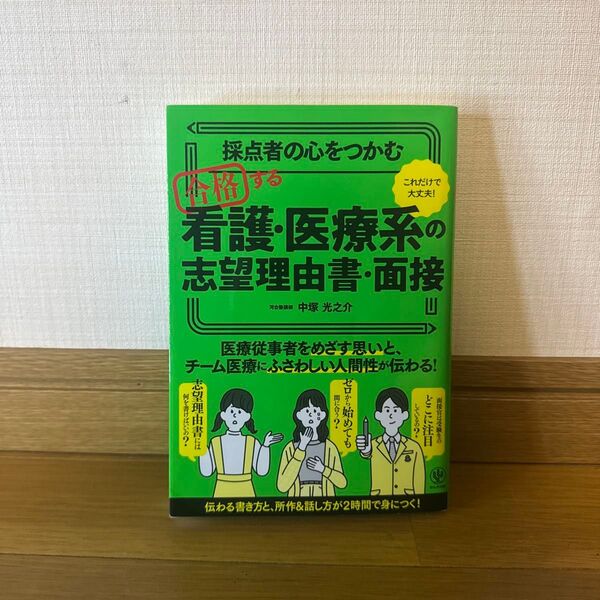 採点者の心をつかむ
合格する
これだけで
大丈夫!
看護・医療系の
志望理由書・面接
河合塾講師 中塚 光之介
医療従事者をめざす思いと、
チーム医療にふさわしい人間性が伝わる!
志望理由書には
何を書けばいいの?
ゼロから始めても
間に合う?
面接官は受験生の
どこに注目
しているの?
伝わる書き方と、所作&話し方が2時間で身につく!